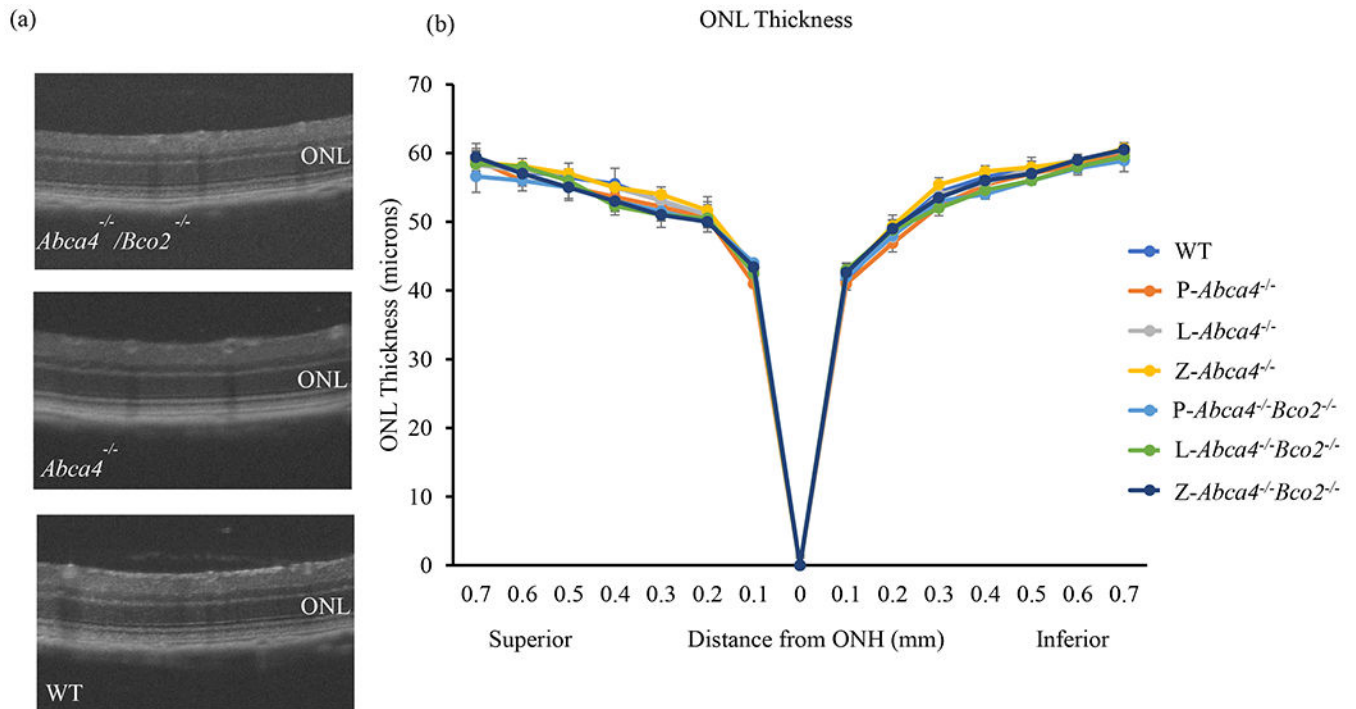 (a)
ONL
Abca4-/-/Bco2-/-
ONL
Abca4-/-
ONL
WT
(b)
ONL Thickness
ONL Thickness (microns)
70
60
50
40
30
20
10
0
0.7 0.6 0.5 0.4 0.3 0.2 0.1 0 0.1 0.2 0.3 0.4 0.5 0.6 0.7
Superior Distance from ONH (mm) Inferior
WT
P-Abca4-/-
L-Abca4-/-
Z-Abca4-/-
P-Abca4-/-Bco2-/-
L-Abca4-/-Bco2-/-
Z-Abca4-/-Bco2-/-